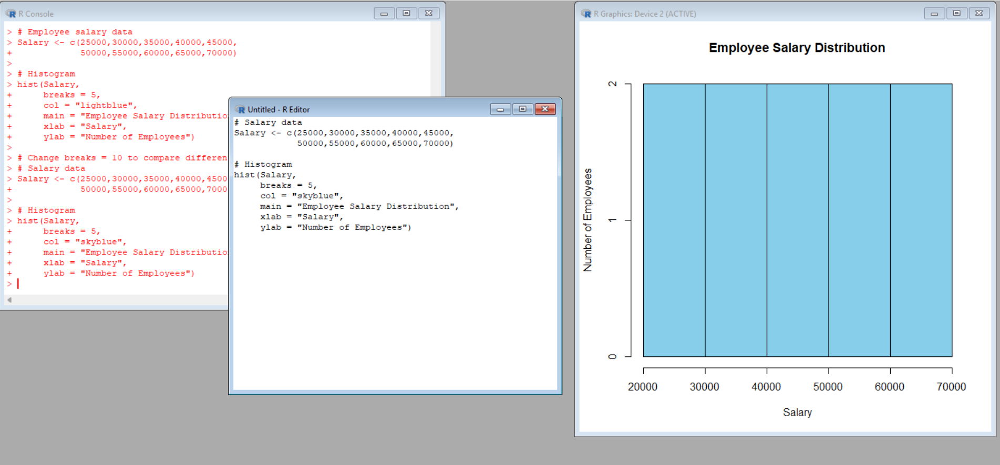 R Console
> # Employee salary data
> Salary <- c(25000,30000,35000,40000,45000,
+             50000,55000,60000,65000,70000)
>
> # Histogram
> hist(Salary,
+      breaks = 5,
+      col = "lightblue",
+      main = "Employee Salary Distributio
+      xlab = "Salary",
+      ylab = "Number of Employees")
>
> # Change breaks = 10 to compare differen
> # Salary data
> Salary <- c(25000,30000,35000,40000,4500
+             50000,55000,60000,65000,7000
>
> # Histogram
> hist(Salary,
+      breaks = 5,
+      col = "skyblue",
+      main = "Employee Salary Distributio
+      xlab = "Salary",
+      ylab = "Number of Employees")
>
Untitled - R Editor
# Salary data
Salary <- c(25000,30000,35000,40000,45000,
            50000,55000,60000,65000,70000)

# Histogram
hist(Salary,
     breaks = 5,
     col = "skyblue",
     main = "Employee Salary Distribution",
     xlab = "Salary",
     ylab = "Number of Employees")
R Graphics: Device 2 (ACTIVE)
Employee Salary Distribution
Number of Employees
2
1
0
20000 30000 40000 50000 60000 70000
Salary